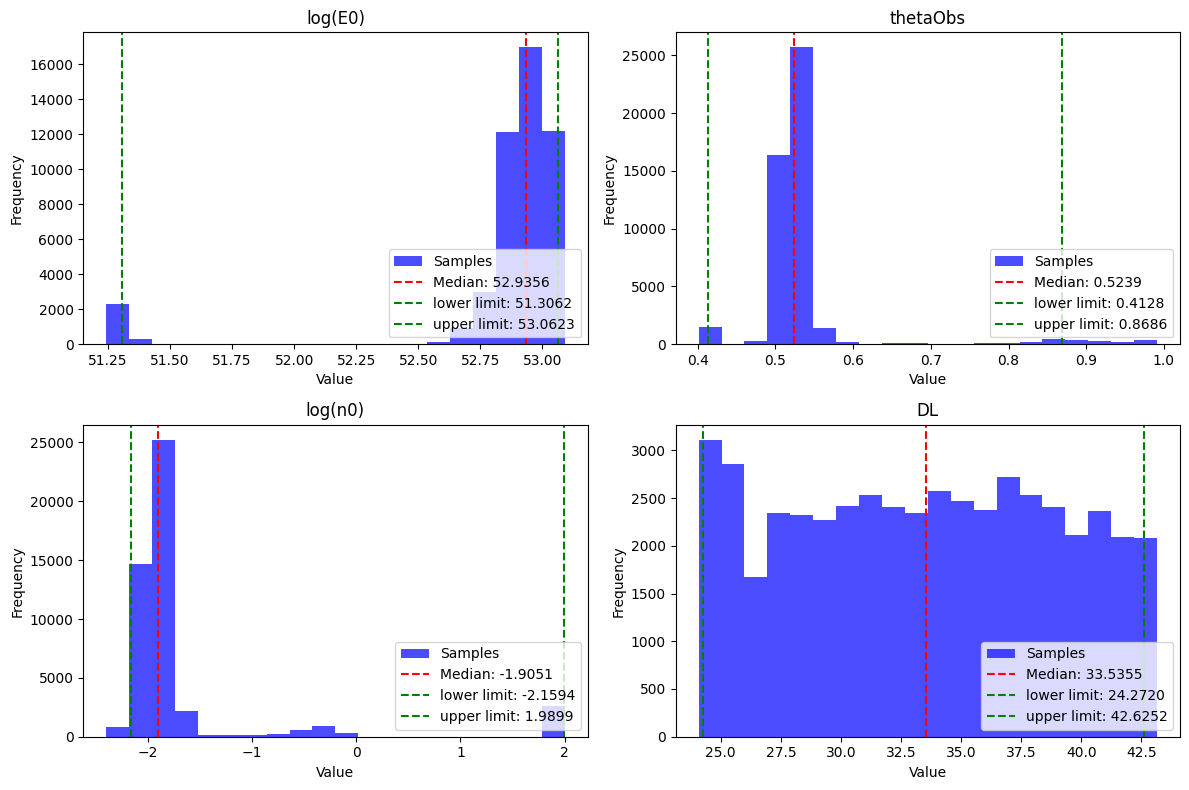 log(E0)
Frequency
16000
14000
12000
10000
8000
6000
4000
2000
0
51.25
51.50
51.75
52.00
52.25
52.50
52.75
53.00
Value
Samples
Median: 52.9356
lower limit: 51.3062
upper limit: 53.0623
thetaObs
Frequency
25000
20000
15000
10000
5000
0
0.4
0.5
0.6
0.7
0.8
0.9
1.0
Value
Samples
Median: 0.5239
lower limit: 0.4128
upper limit: 0.8686
log(n0)
Frequency
25000
20000
15000
10000
5000
0
−2
−1
0
1
2
Value
Samples
Median: -1.9051
lower limit: -2.1594
upper limit: 1.9899
DL
Frequency
3000
2500
2000
1500
1000
500
0
25.0
27.5
30.0
32.5
35.0
37.5
40.0
42.5
Value
Samples
Median: 33.5355
lower limit: 24.2720
upper limit: 42.6252